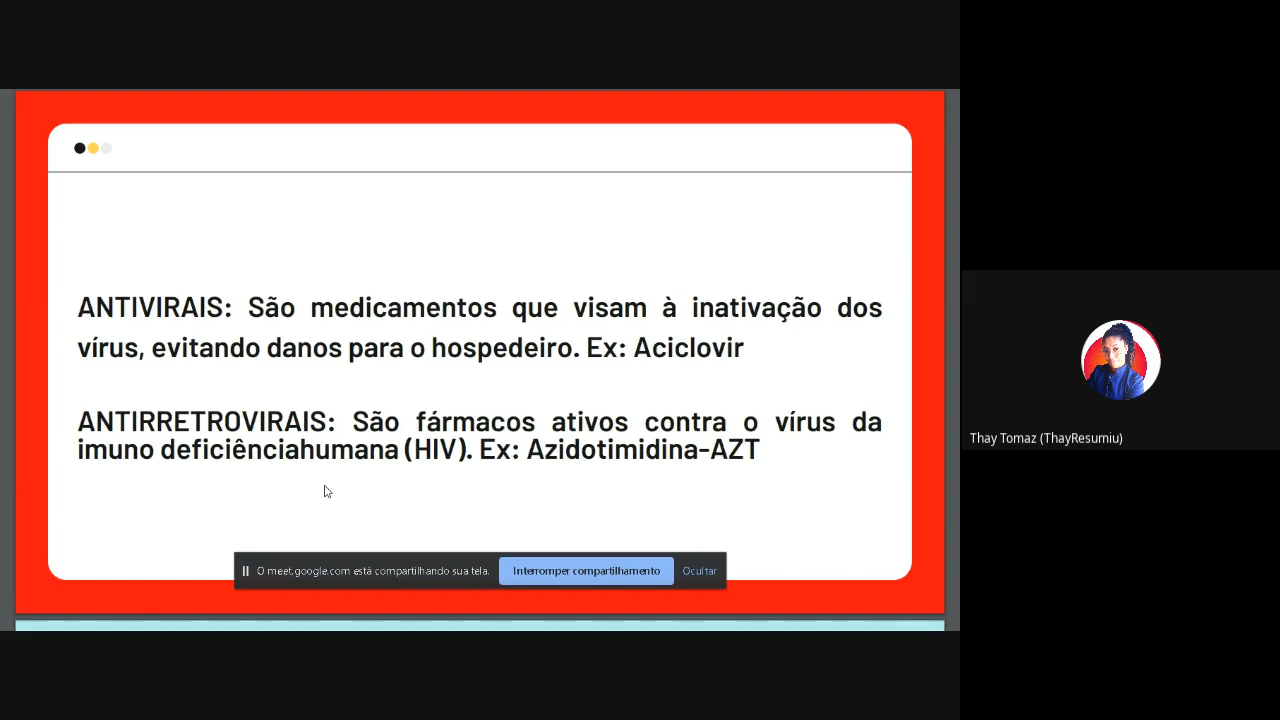 ANTIVIRAIS: São medicamentos que visam à inativação dos
vírus, evitando danos para o hospedeiro. Ex: Aciclovir
ANTIRRETROVIRAIS: São fármacos ativos contra o vírus da
imuno deficiênciahumana (HIV). Ex: Azidotimidina-AZT
O meet.google.com está compartilhando sua tela.
Interromper compartilhamento
Ocultar
Thay Tomaz (ThayResumiu)